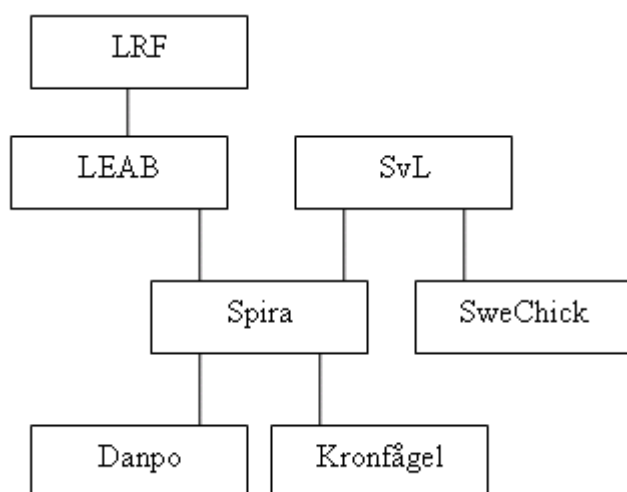 LRF
LEAB
SvL
Spira
SweChick
Danpo
Kronfågel